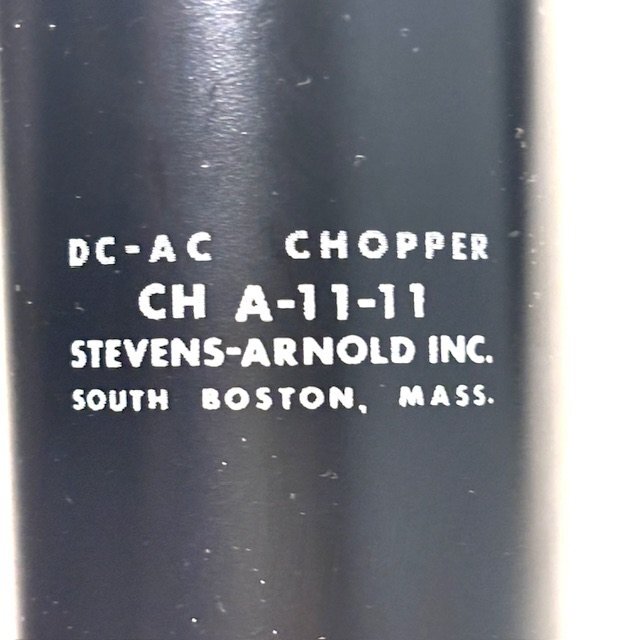 DC-AC CHOPPER
CH A-11-11
STEVENS-ARNOLD INC.
SOUTH BOSTON, MASS.